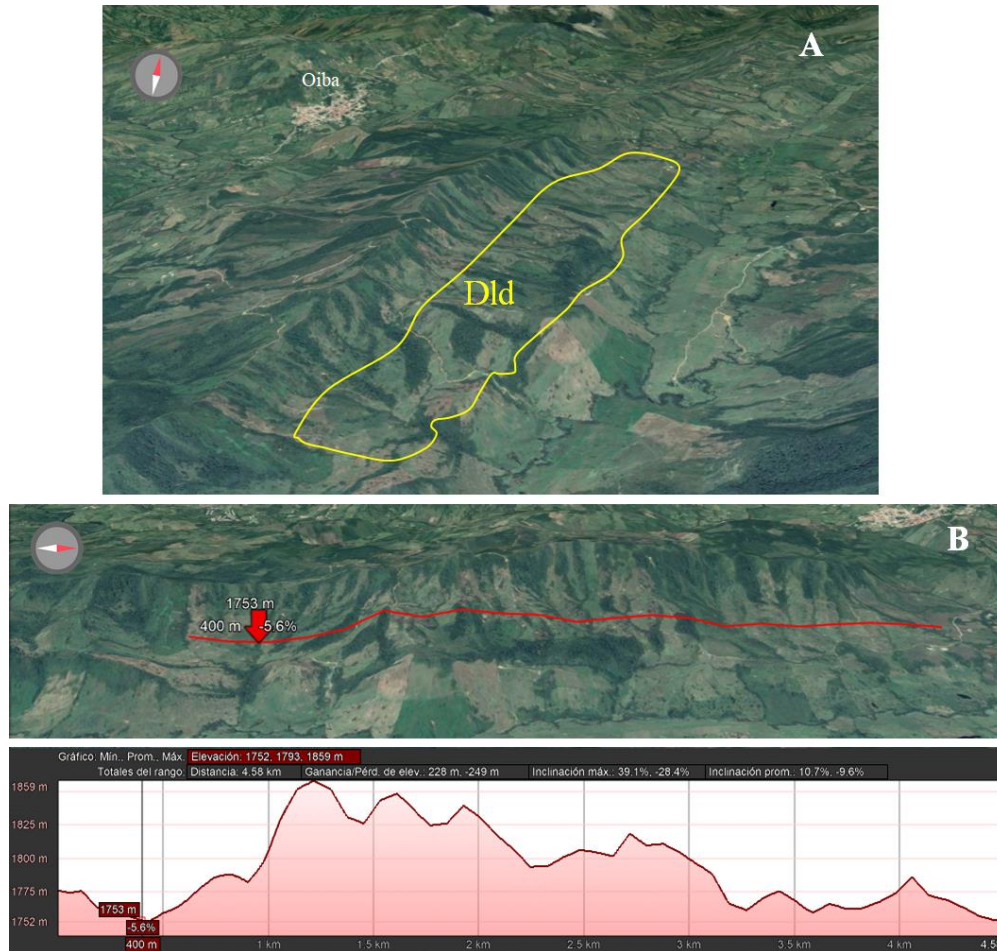 A
Oiba
Dld
B
1753 m
400 m -5.6%
Gráfico: Mín., Prom., Máx. Elevación: 1752, 1793, 1859 m
Totales del rango: Distancia: 4,58 km Ganancia/Pérd. de elev.: 228 m, -249 m Inclinación máx.: 39.1%, -28.4% Inclinación prom.: 10.7%, -9.6%
1859 m
1825 m
1800 m
1775 m
1752 m
1753 m
-5.6%
400 m
1 km
1.5 km
2 km
2.5 km
3 km
3.5 km
4 km